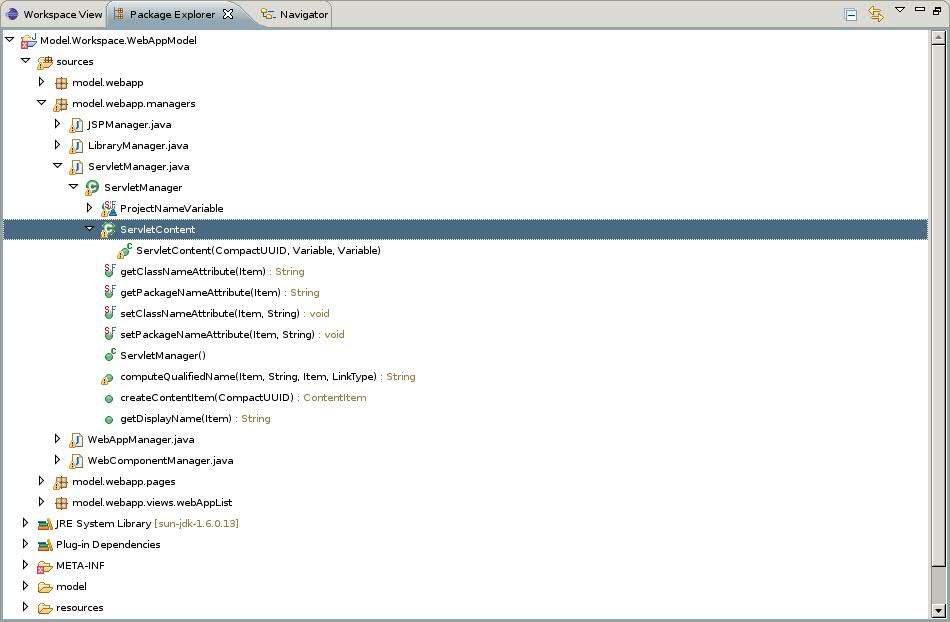 Workspace View Package Explorer Navigator
Model.Workspace.WebAppModel
sources
model.webapp
model.webapp.managers
JSPManager.java
LibraryManager.java
ServletManager.java
ServletManager
ProjectNameVariable
ServletContent
ServletContent(CompactUUID, Variable, Variable)
getClassNameAttribute(Item) : String
getPackageNameAttribute(Item) : String
setClassNameAttribute(Item, String) : void
setPackageNameAttribute(Item, String) : void
ServletManager()
computeQualifiedName(Item, String, Item, LinkType) : String
createContentItem(CompactUUID) : ContentItem
getDisplayName(Item) : String
WebAppManager.java
WebComponentManager.java
model.webapp.pages
model.webapp.views.webAppList
JRE System Library [sun-jdk-1.6.0.13]
Plug-in Dependencies
META-INF
model
resources